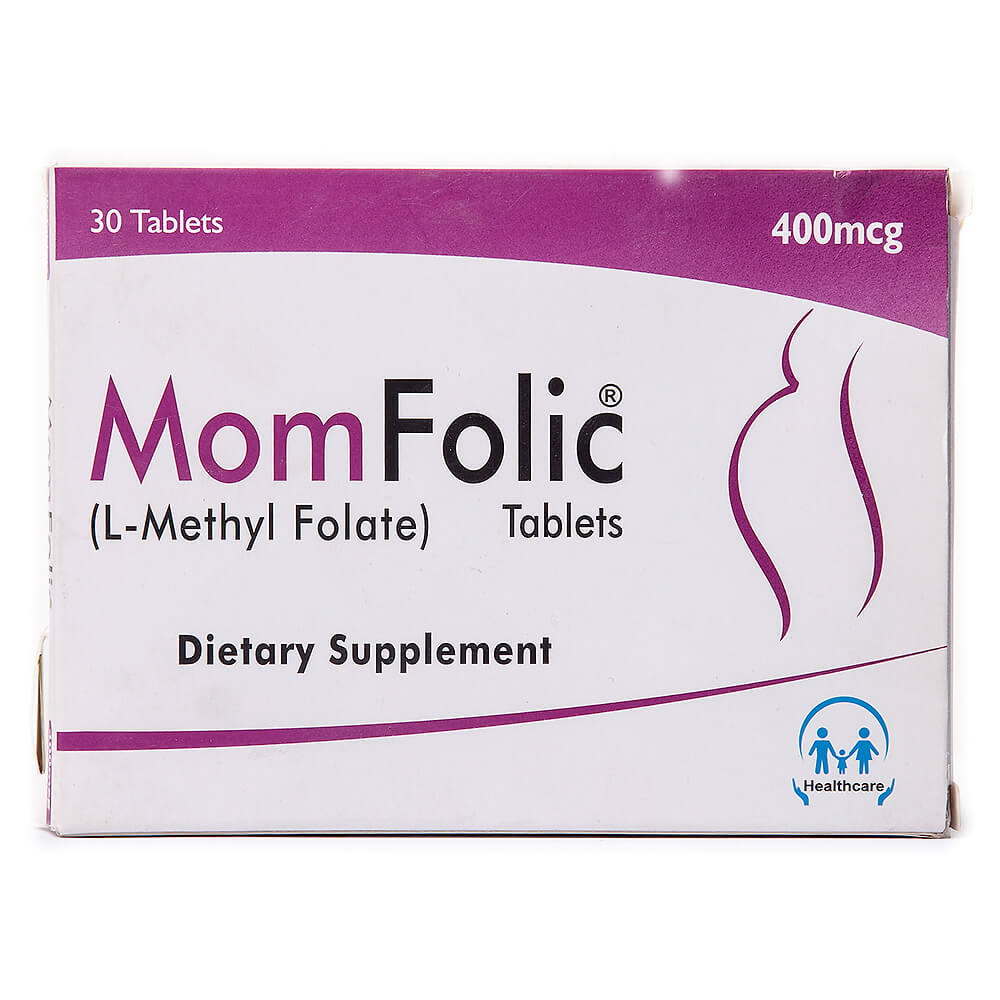 30 Tablets
400mcg
MomFolic®
(L-Methyl Folate) Tablets
Dietary Supplement
Healthcare